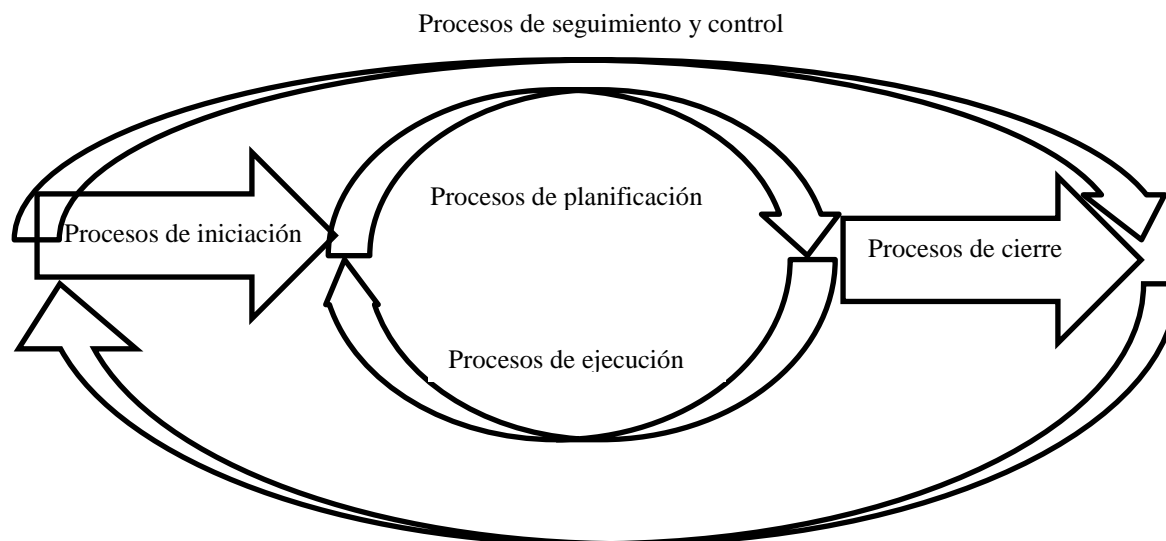 Procesos de seguimiento y control
Procesos de planificación
Procesos de iniciación
Procesos de cierre
Procesos de ejecución